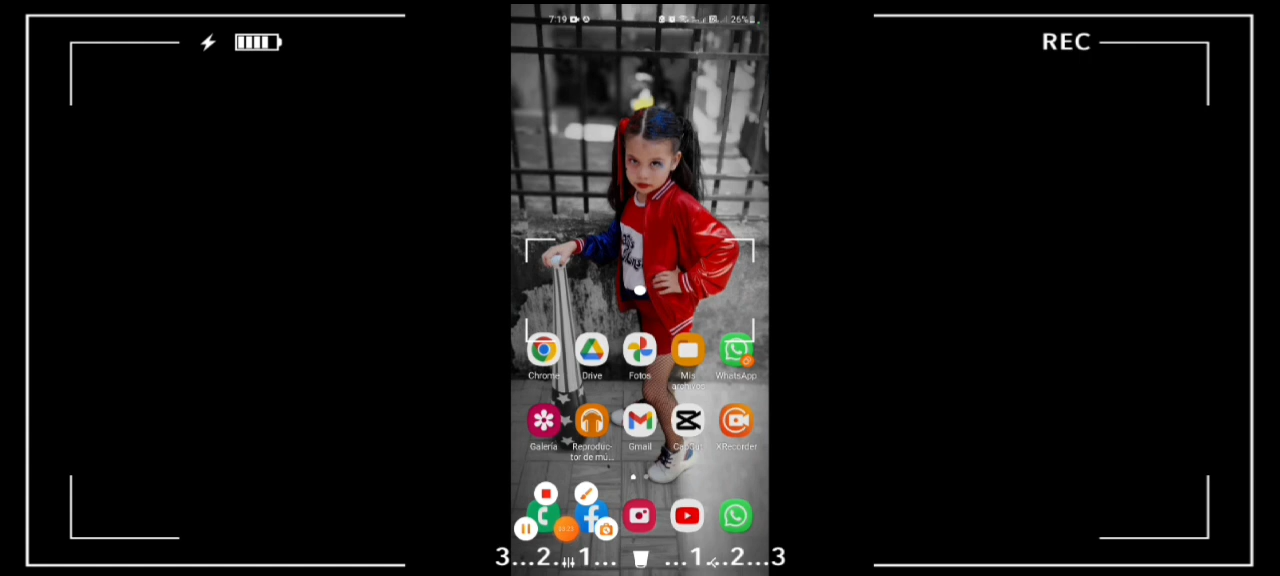 REC
7:19
26%
Chrome Drive Fotos Mis archivos WhatsApp
Galería Reproduc-
tor de mú... Gmail CapCut XRecorder
3...2... 1... ...1...2...3